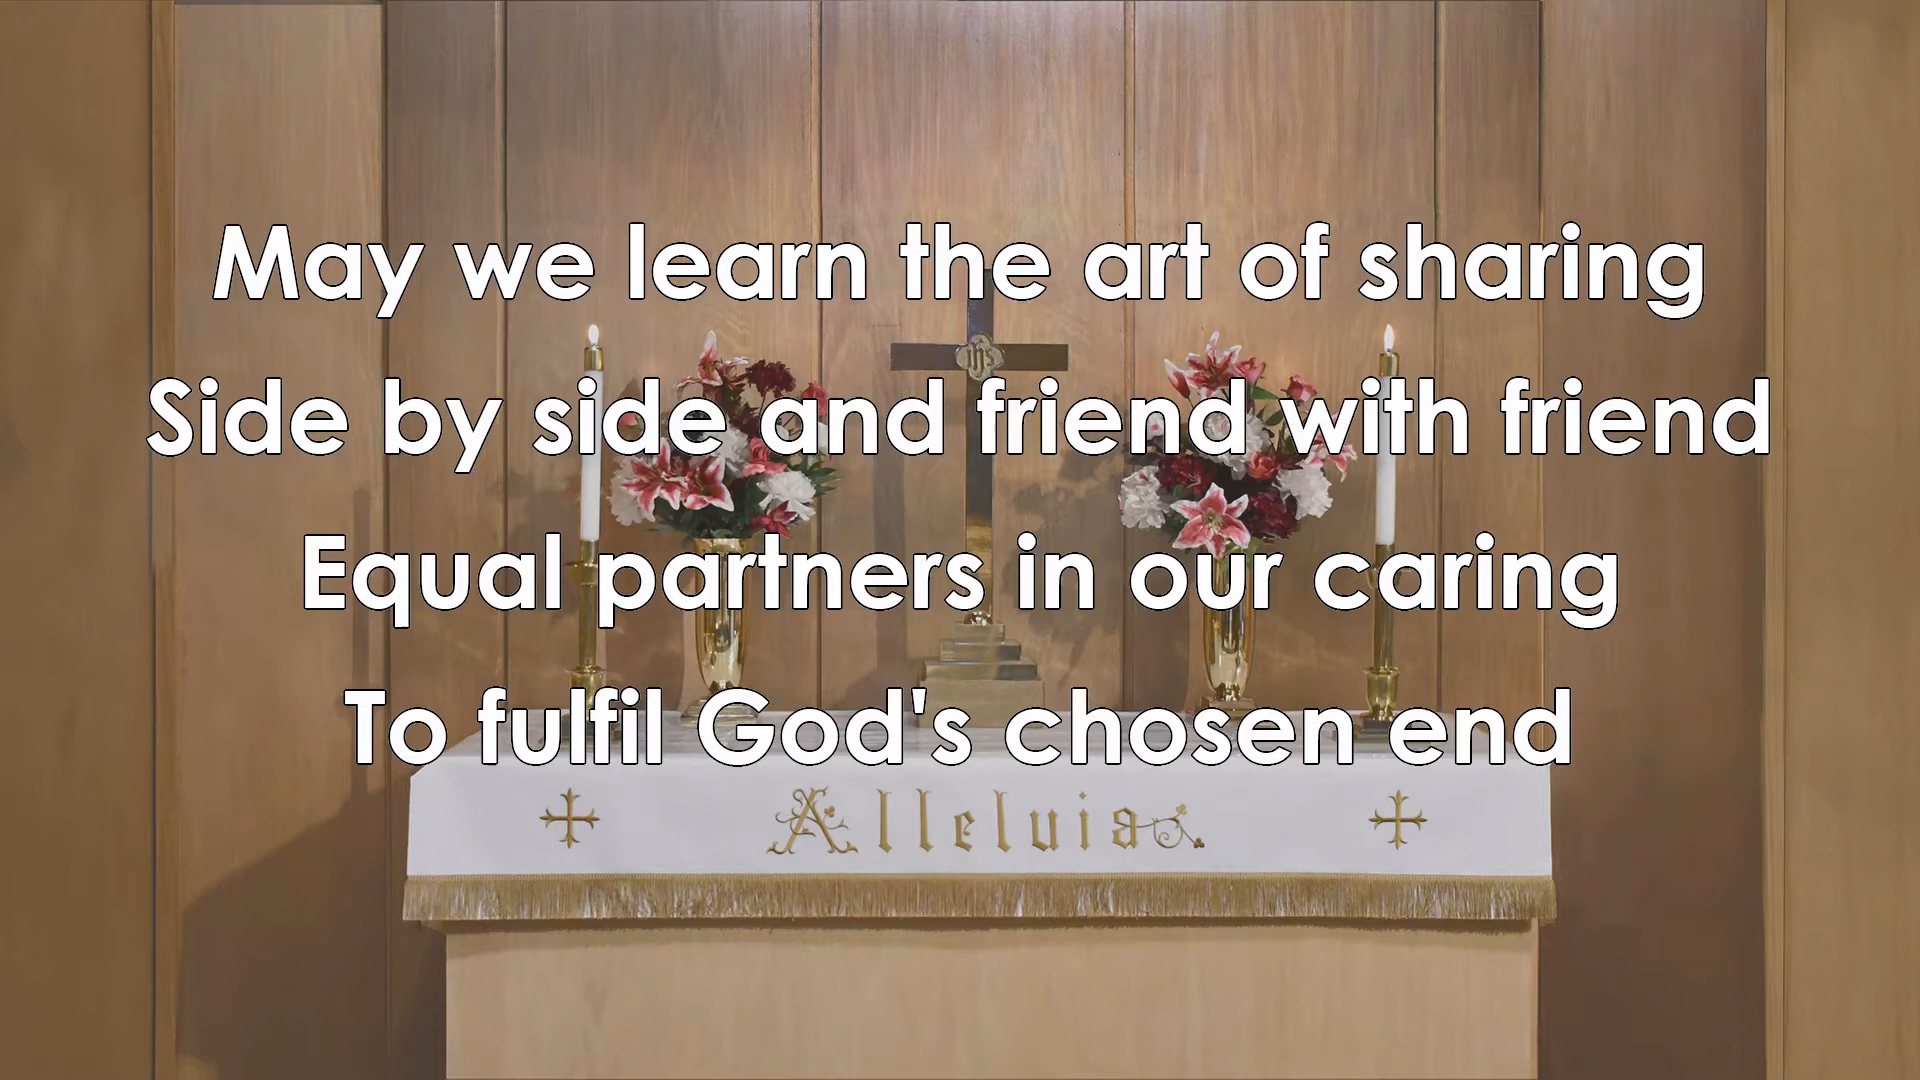 May we learn the art of sharing
ihs
Side by side and friend with friend
Equal partners in our caring
To fulfil God's chosen end
Alleluia